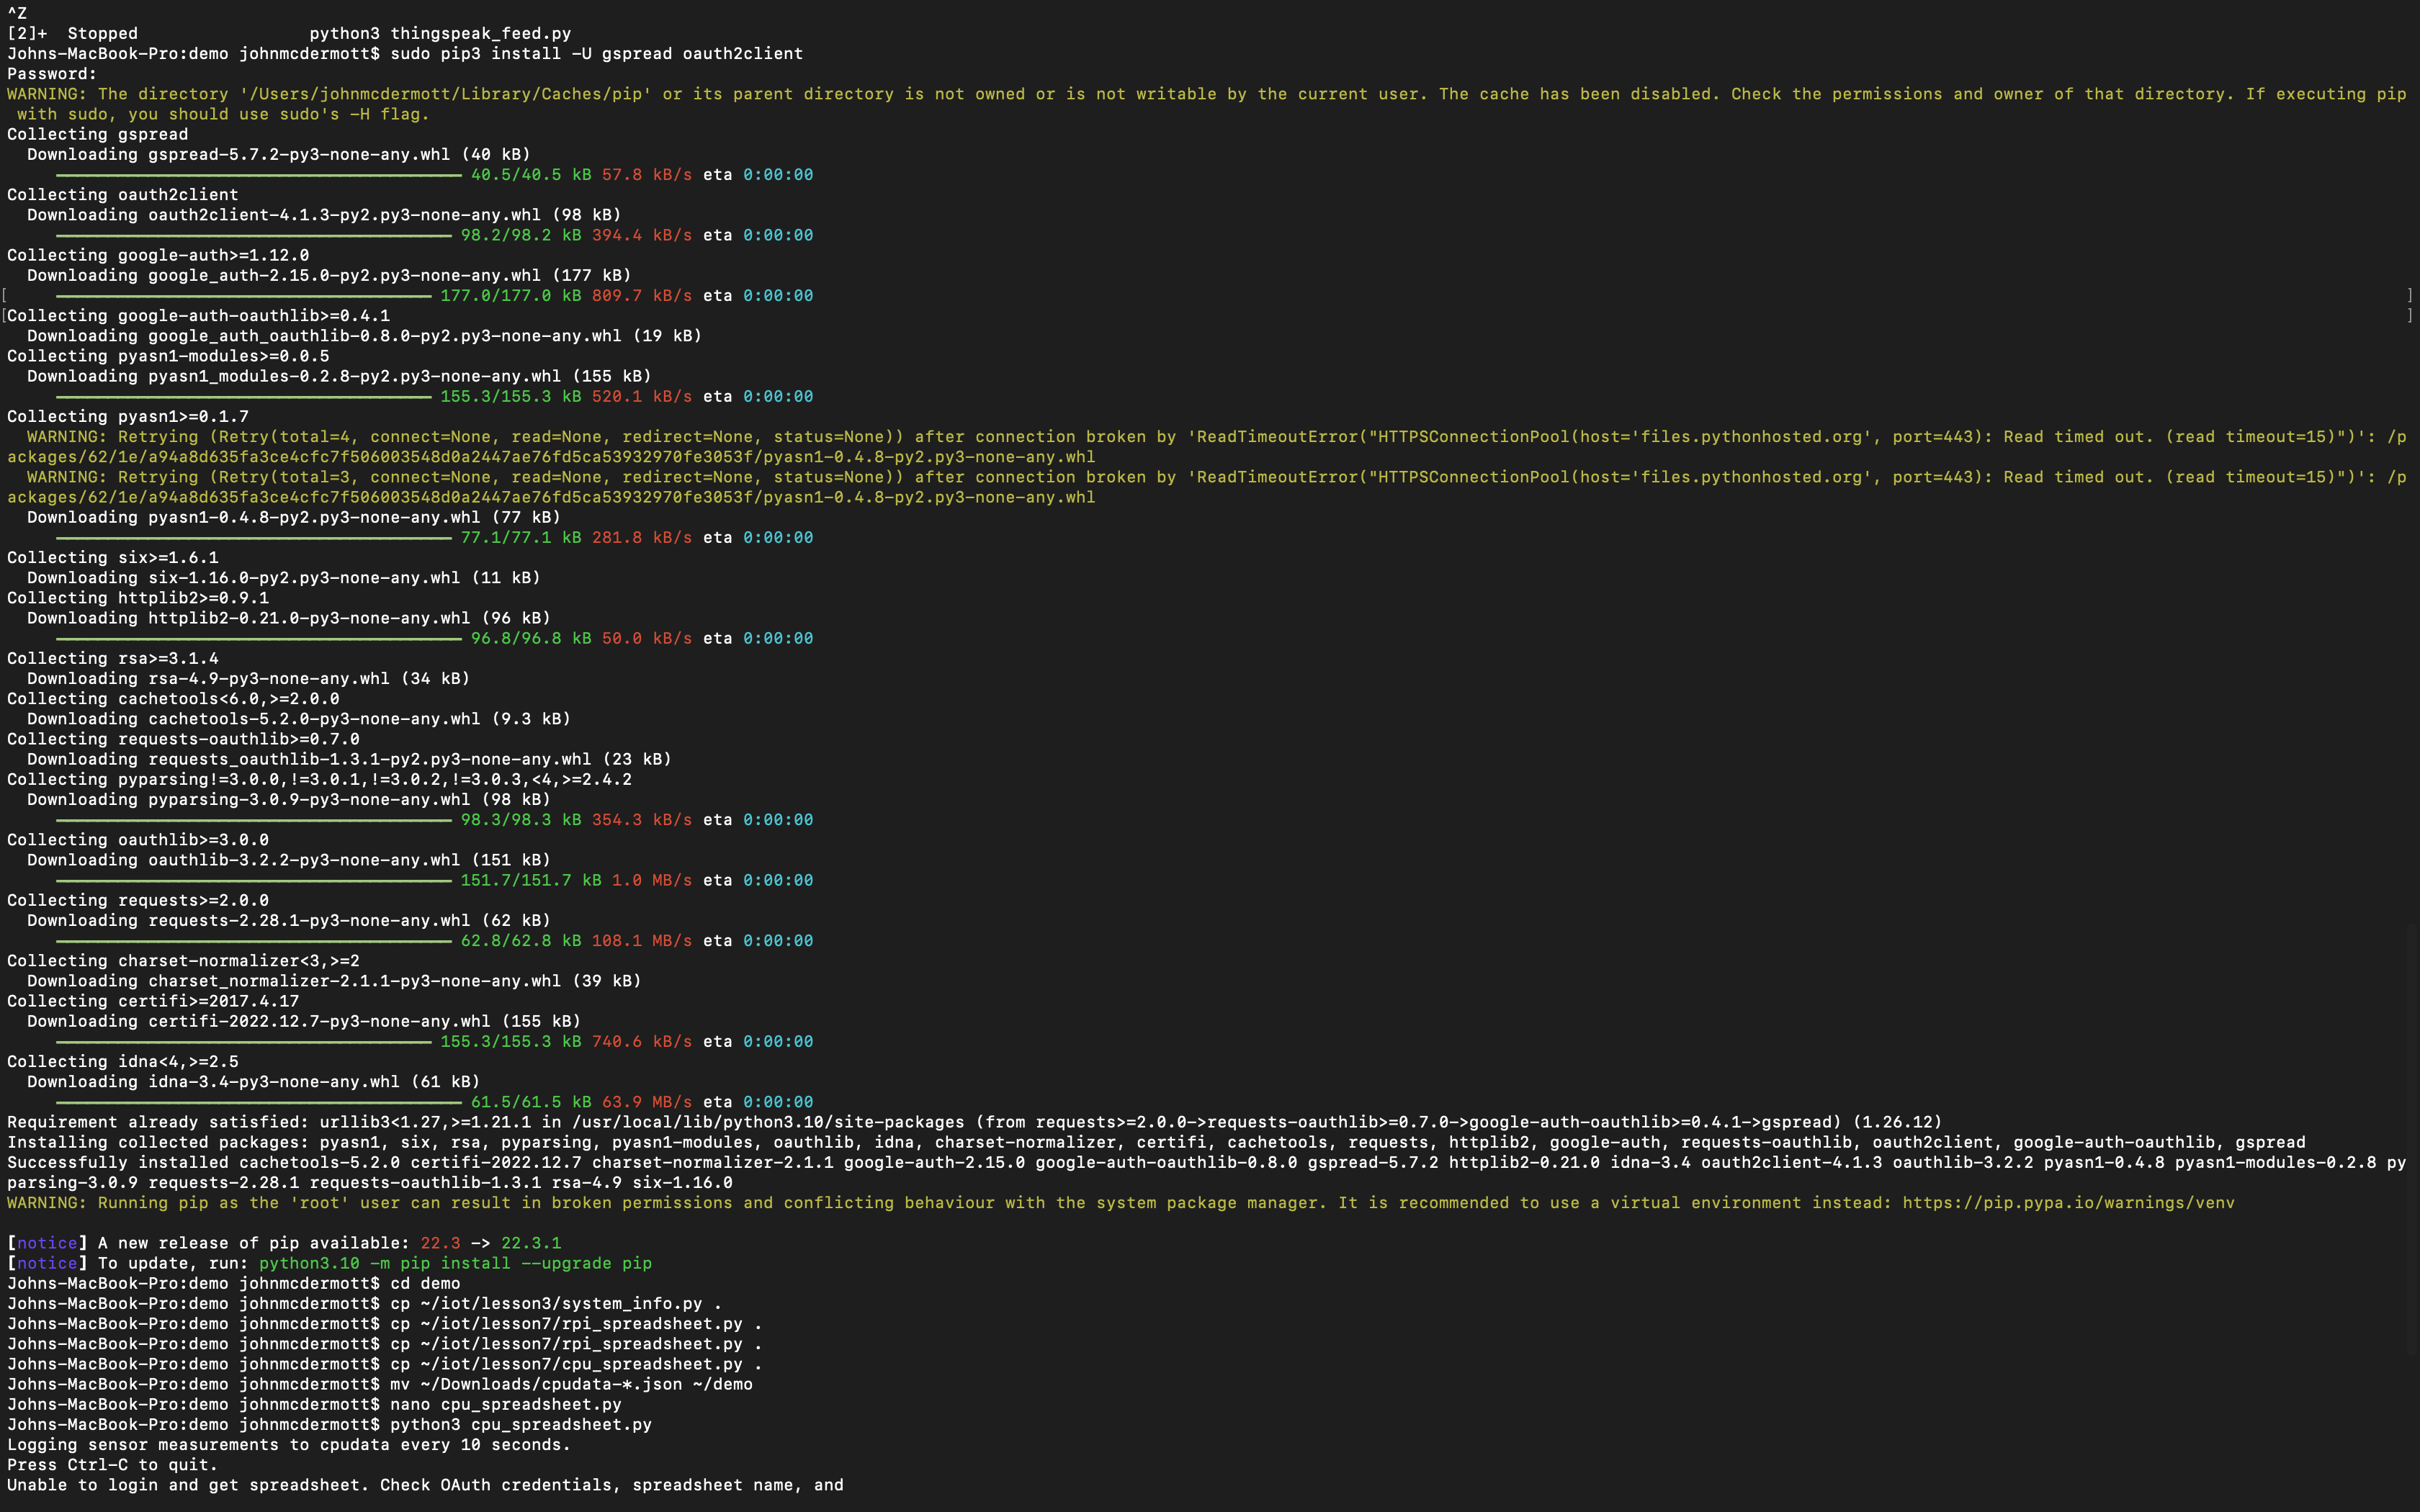 ^Z
[2]+  Stopped                 python3 thingspeak_feed.py
Johns-MacBook-Pro:demo johnmcdermott$ sudo pip3 install -U gspread oauth2client
Password:
WARNING: The directory '/Users/johnmcdermott/Library/Caches/pip' or its parent directory is not owned or is not writable by the current user. The cache has been disabled. Check the permissions and owner of that directory. If executing pip
 with sudo, you should use sudo's -H flag.
Collecting gspread
  Downloading gspread-5.7.2-py3-none-any.whl (40 kB)
     40.5/40.5 kB 57.8 kB/s eta 0:00:00
Collecting oauth2client
  Downloading oauth2client-4.1.3-py2.py3-none-any.whl (98 kB)
     98.2/98.2 kB 394.4 kB/s eta 0:00:00
Collecting google-auth>=1.12.0
  Downloading google_auth-2.15.0-py2.py3-none-any.whl (177 kB)
[     177.0/177.0 kB 809.7 kB/s eta 0:00:00 ]
[Collecting google-auth-oauthlib>=0.4.1 ]
  Downloading google_auth_oauthlib-0.8.0-py2.py3-none-any.whl (19 kB)
Collecting pyasn1-modules>=0.0.5
  Downloading pyasn1_modules-0.2.8-py2.py3-none-any.whl (155 kB)
     155.3/155.3 kB 520.1 kB/s eta 0:00:00
Collecting pyasn1>=0.1.7
  WARNING: Retrying (Retry(total=4, connect=None, read=None, redirect=None, status=None)) after connection broken by 'ReadTimeoutError("HTTPSConnectionPool(host='files.pythonhosted.org', port=443): Read timed out. (read timeout=15)")': /p
ackages/62/1e/a94a8d635fa3ce4cfc7f506003548d0a2447ae76fd5ca53932970fe3053f/pyasn1-0.4.8-py2.py3-none-any.whl
  WARNING: Retrying (Retry(total=3, connect=None, read=None, redirect=None, status=None)) after connection broken by 'ReadTimeoutError("HTTPSConnectionPool(host='files.pythonhosted.org', port=443): Read timed out. (read timeout=15)")': /p
ackages/62/1e/a94a8d635fa3ce4cfc7f506003548d0a2447ae76fd5ca53932970fe3053f/pyasn1-0.4.8-py2.py3-none-any.whl
  Downloading pyasn1-0.4.8-py2.py3-none-any.whl (77 kB)
     77.1/77.1 kB 281.8 kB/s eta 0:00:00
Collecting six>=1.6.1
  Downloading six-1.16.0-py2.py3-none-any.whl (11 kB)
Collecting httplib2>=0.9.1
  Downloading httplib2-0.21.0-py3-none-any.whl (96 kB)
     96.8/96.8 kB 50.0 kB/s eta 0:00:00
Collecting rsa>=3.1.4
  Downloading rsa-4.9-py3-none-any.whl (34 kB)
Collecting cachetools<6.0,>=2.0.0
  Downloading cachetools-5.2.0-py3-none-any.whl (9.3 kB)
Collecting requests-oauthlib>=0.7.0
  Downloading requests_oauthlib-1.3.1-py2.py3-none-any.whl (23 kB)
Collecting pyparsing!=3.0.0,!=3.0.1,!=3.0.2,!=3.0.3,<4,>=2.4.2
  Downloading pyparsing-3.0.9-py3-none-any.whl (98 kB)
     98.3/98.3 kB 354.3 kB/s eta 0:00:00
Collecting oauthlib>=3.0.0
  Downloading oauthlib-3.2.2-py3-none-any.whl (151 kB)
     151.7/151.7 kB 1.0 MB/s eta 0:00:00
Collecting requests>=2.0.0
  Downloading requests-2.28.1-py3-none-any.whl (62 kB)
     62.8/62.8 kB 108.1 MB/s eta 0:00:00
Collecting charset-normalizer<3,>=2
  Downloading charset_normalizer-2.1.1-py3-none-any.whl (39 kB)
Collecting certifi>=2017.4.17
  Downloading certifi-2022.12.7-py3-none-any.whl (155 kB)
     155.3/155.3 kB 740.6 kB/s eta 0:00:00
Collecting idna<4,>=2.5
  Downloading idna-3.4-py3-none-any.whl (61 kB)
     61.5/61.5 kB 63.9 MB/s eta 0:00:00
Requirement already satisfied: urllib3<1.27,>=1.21.1 in /usr/local/lib/python3.10/site-packages (from requests>=2.0.0->requests-oauthlib>=0.7.0->google-auth-oauthlib>=0.4.1->gspread) (1.26.12)
Installing collected packages: pyasn1, six, rsa, pyparsing, pyasn1-modules, oauthlib, idna, charset-normalizer, certifi, cachetools, requests, httplib2, google-auth, requests-oauthlib, oauth2client, google-auth-oauthlib, gspread
Successfully installed cachetools-5.2.0 certifi-2022.12.7 charset-normalizer-2.1.1 google-auth-2.15.0 google-auth-oauthlib-0.8.0 gspread-5.7.2 httplib2-0.21.0 idna-3.4 oauth2client-4.1.3 oauthlib-3.2.2 pyasn1-0.4.8 pyasn1-modules-0.2.8 py
parsing-3.0.9 requests-2.28.1 requests-oauthlib-1.3.1 rsa-4.9 six-1.16.0
WARNING: Running pip as the 'root' user can result in broken permissions and conflicting behaviour with the system package manager. It is recommended to use a virtual environment instead: https://pip.pypa.io/warnings/venv
[notice] A new release of pip available: 22.3 -> 22.3.1
[notice] To update, run: python3.10 -m pip install --upgrade pip
Johns-MacBook-Pro:demo johnmcdermott$ cd demo
Johns-MacBook-Pro:demo johnmcdermott$ cp ~/iot/lesson3/system_info.py .
Johns-MacBook-Pro:demo johnmcdermott$ cp ~/iot/lesson7/rpi_spreadsheet.py .
Johns-MacBook-Pro:demo johnmcdermott$ cp ~/iot/lesson7/rpi_spreadsheet.py .
Johns-MacBook-Pro:demo johnmcdermott$ cp ~/iot/lesson7/cpu_spreadsheet.py .
Johns-MacBook-Pro:demo johnmcdermott$ mv ~/Downloads/cpudata-*.json ~/demo
Johns-MacBook-Pro:demo johnmcdermott$ nano cpu_spreadsheet.py
Johns-MacBook-Pro:demo johnmcdermott$ python3 cpu_spreadsheet.py
Logging sensor measurements to cpudata every 10 seconds.
Press Ctrl-C to quit.
Unable to login and get spreadsheet. Check OAuth credentials, spreadsheet name, and